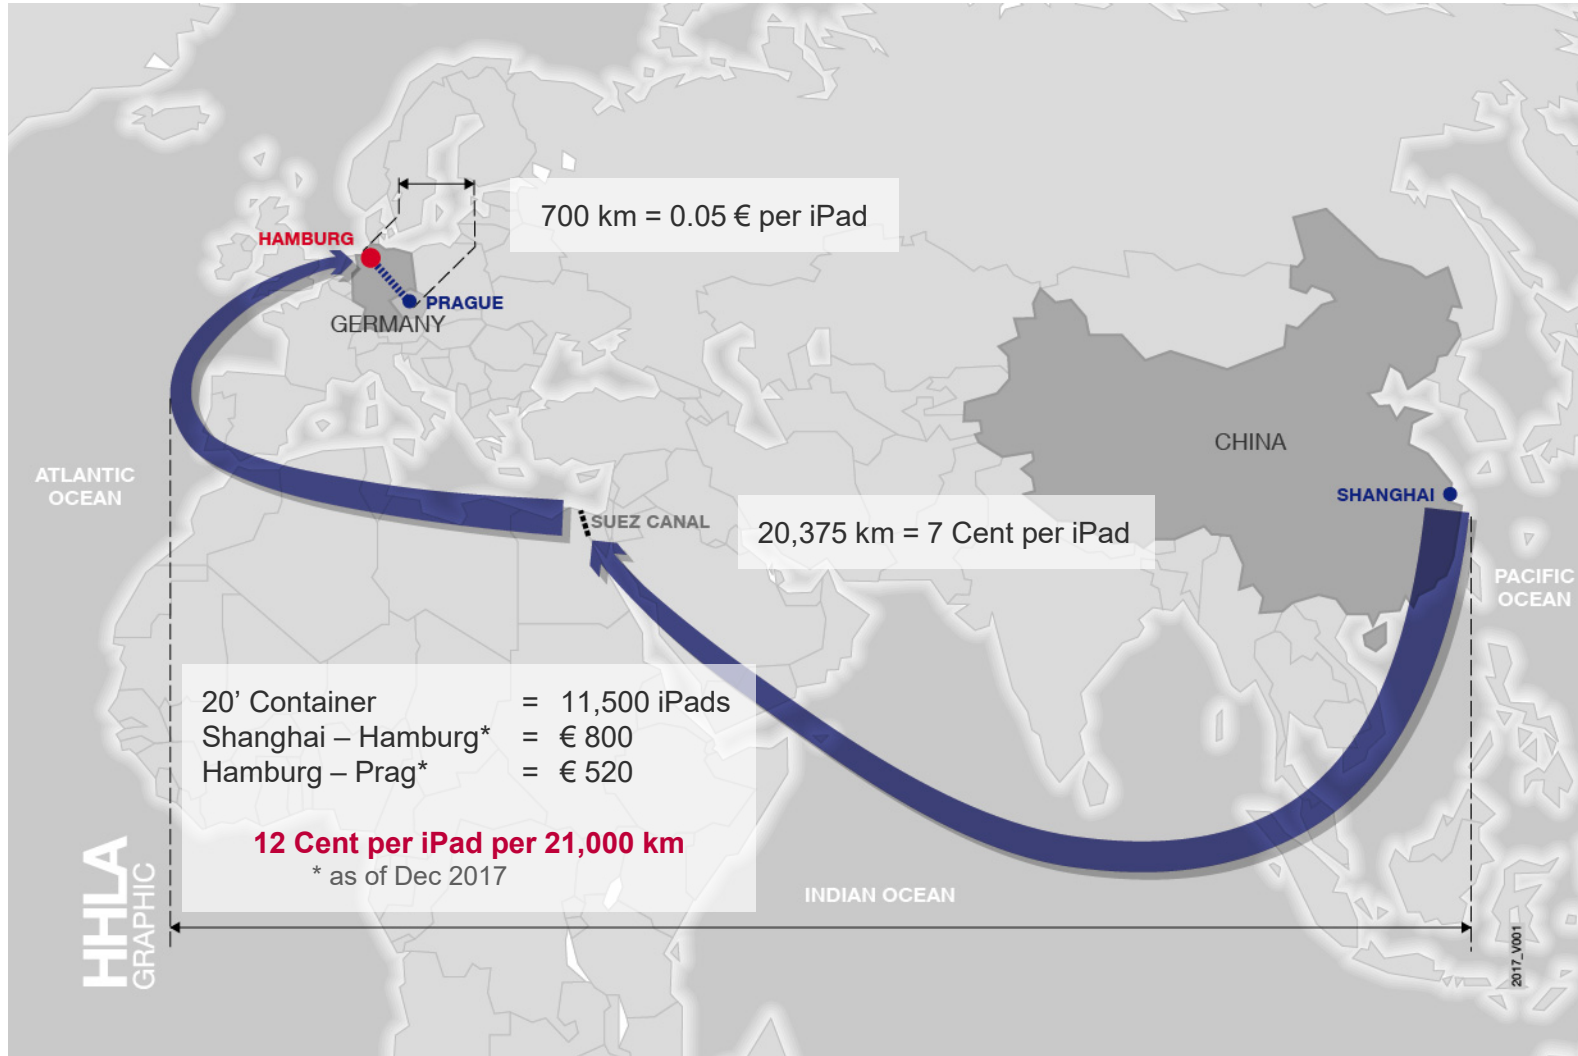 700 km = 0.05 € per iPad
HAMBURG
PRAGUE
GERMANY
CHINA
ATLANTIC
OCEAN
SHANGHAI
SUEZ CANAL
20,375 km = 7 Cent per iPad
PACIFIC
OCEAN
20’ Container = 11,500 iPads
Shanghai – Hamburg* = € 800
Hamburg – Prag* = € 520
12 Cent per iPad per 21,000 km
* as of Dec 2017
INDIAN OCEAN
HHLA
GRAPHIC
2017_V001